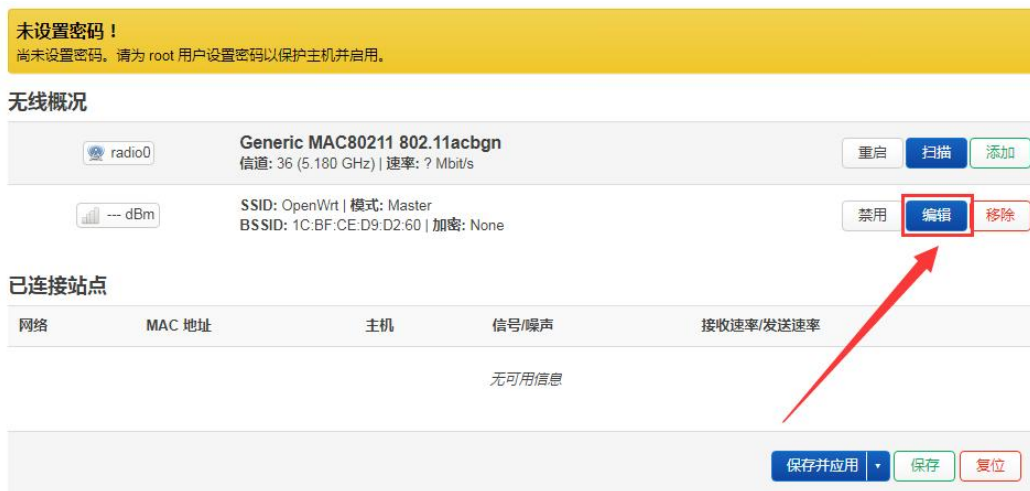 未设置密码！
尚未设置密码。请为 root 用户设置密码以保护主机并启用。
无线概况
radio0
Generic MAC80211 802.11acbgn
信道: 36 (5.180 GHz) | 速率: ? Mbit/s
重启 扫描 添加
--- dBm
SSID: OpenWrt | 模式: Master
BSSID: 1C:BF:CE:D9:D2:60 | 加密: None
禁用 编辑 移除
已连接站点
网络 MAC 地址 主机 信号/噪声 接收速率/发送速率
无可用信息
保存并应用 保存 复位